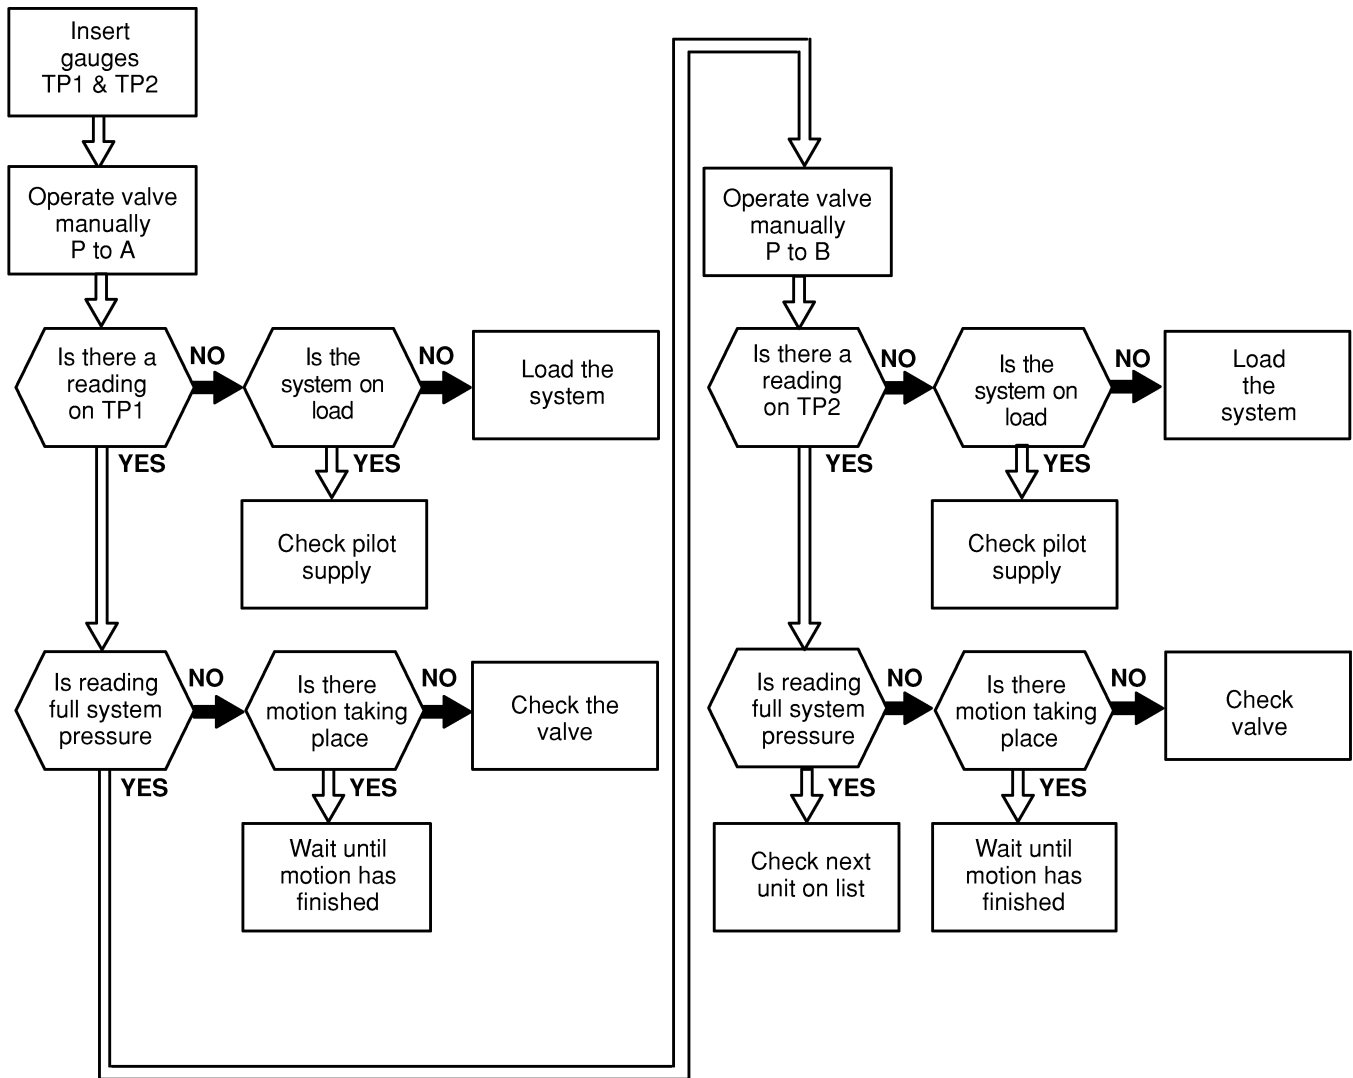 Insert
gauges
TP1 & TP2
Operate valve
manually
P to A
Is there a
reading
on TP1
NO
Is the
system on
load
NO
Load the
system
YES
YES
Check pilot
supply
Is reading
full system
pressure
NO
Is there
motion taking
place
NO
Check the
valve
YES
YES
Wait until
motion has
finished
Operate valve
manually
P to B
Is there a
reading
on TP2
NO
Is the
system on
load
NO
Load
the
system
YES
YES
Check pilot
supply
Is reading
full system
pressure
NO
Is there
motion taking
place
NO
Check
valve
YES
YES
Check next
unit on list
Wait until
motion has
finished